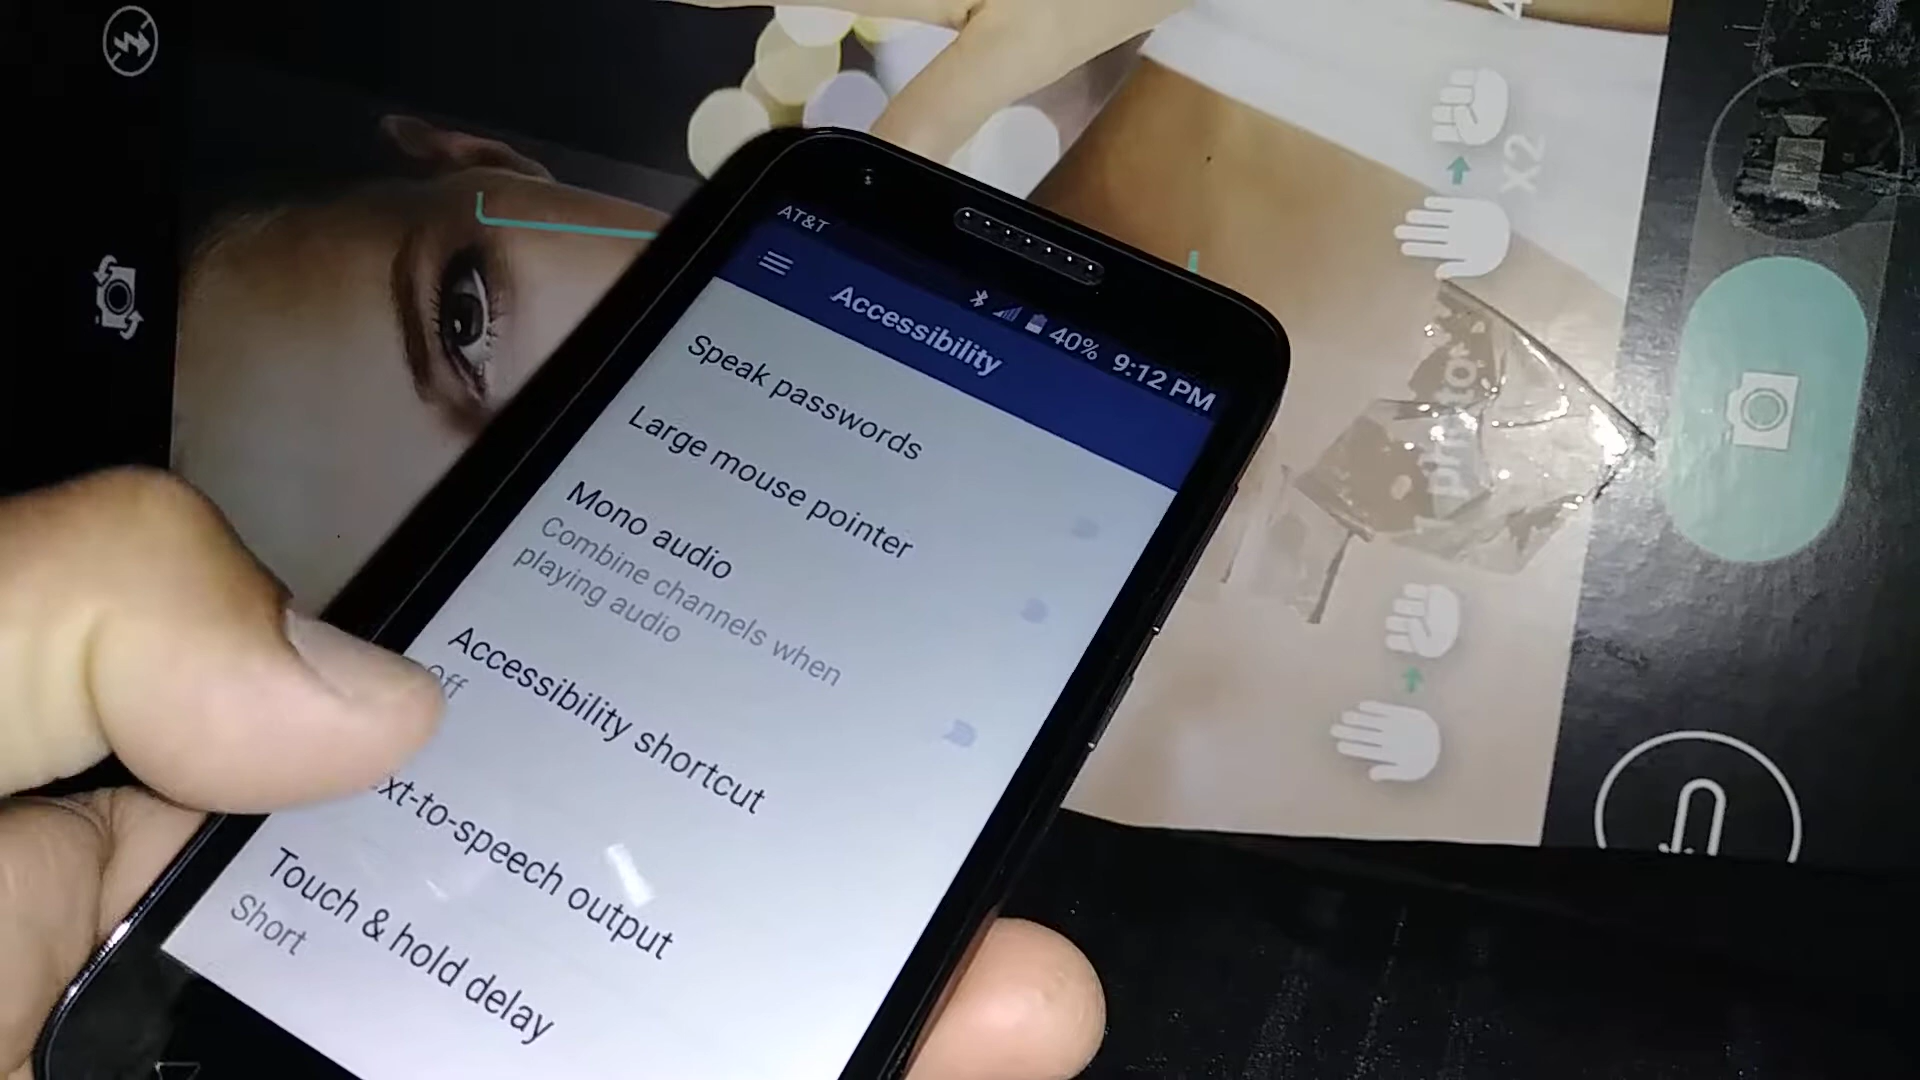 AT&T
40% 9:12 PM
Accessibility
Speak passwords
Large mouse pointer
Mono audio
Combine channels when
playing audio
Accessibility shortcut
Off
xt-to-speech output
Touch & hold delay
Short
X2